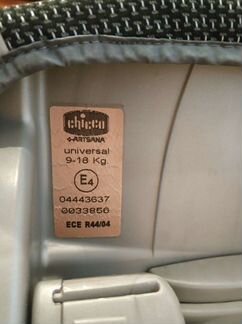 chicco
ARTSANA
universal
9-18 Kg.
E4
04443637
0033856
ECE R44/04